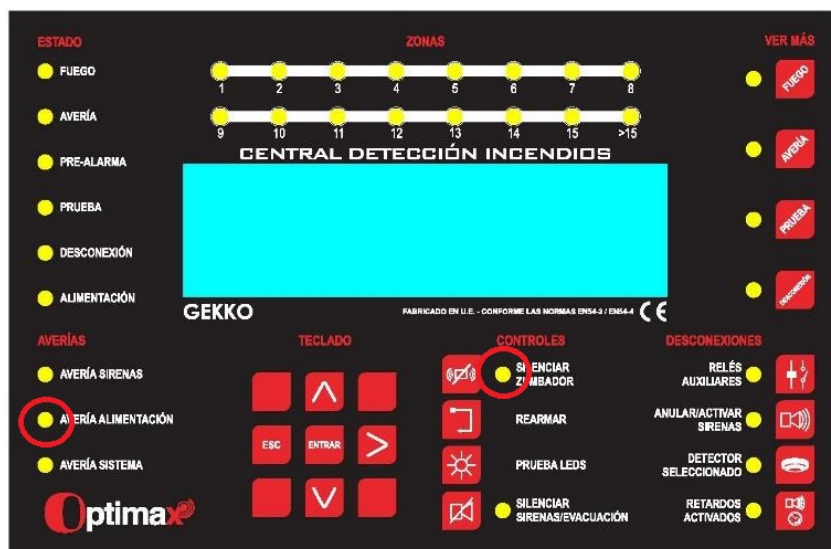 ESTADO
ZONAS
VER MÁS
FUEGO
AVERÍA
PRE-ALARMA
PRUEBA
DESCONEXIÓN
ALIMENTACIÓN
1 2 3 4 5 6 7 8
9 10 11 12 13 14 15 >15
CENTRAL DETECCIÓN INCENDIOS
GEKKO
FABRICADO EN U.E. - CONFORME LAS NORMAS EN54-2 / EN54-4 CE
FUEGO
AVERÍA
PRUEBA
DESCONEXIÓN
AVERÍAS
AVERÍA SIRENAS
AVERÍA ALIMENTACIÓN
AVERÍA SISTEMA
Optimax
TECLADO
ESC ENTRAR
CONTROLES
SILENCIAR
ZUMBADOR
REARMAR
PRUEBA LEDS
SILENCIAR
SIRENAS/EVACUACIÓN
DESCONEXIONES
RELÉS
AUXILIARES
ANULAR/ACTIVAR
SIRENAS
DETECTOR
SELECCIONADO
RETARDOS
ACTIVADOS